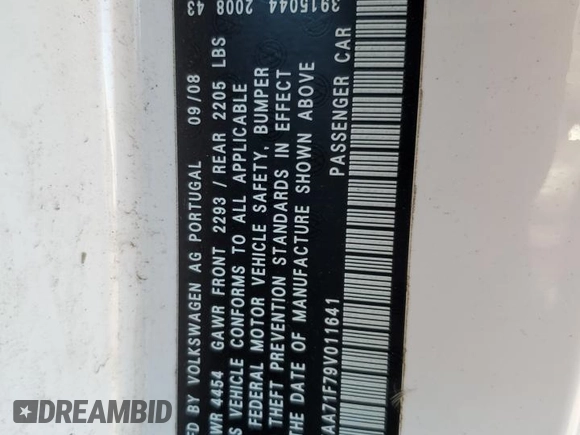 3915044 2008 43
ED BY VOLKSWAGEN AG PORTUGAL 09/08
WR 4454 GAWR FRONT 2293 / REAR 2205 LBS
S VEHICLE CONFORMS TO ALL APPLICABLE
FEDERAL MOTOR VEHICLE SAFETY, BUMPER
THEFT PREVENTION STANDARDS IN EFFECT
THE DATE OF MANUFACTURE SHOWN ABOVE
AA71F79V011641 PASSENGER CAR
DREAMBID.COM